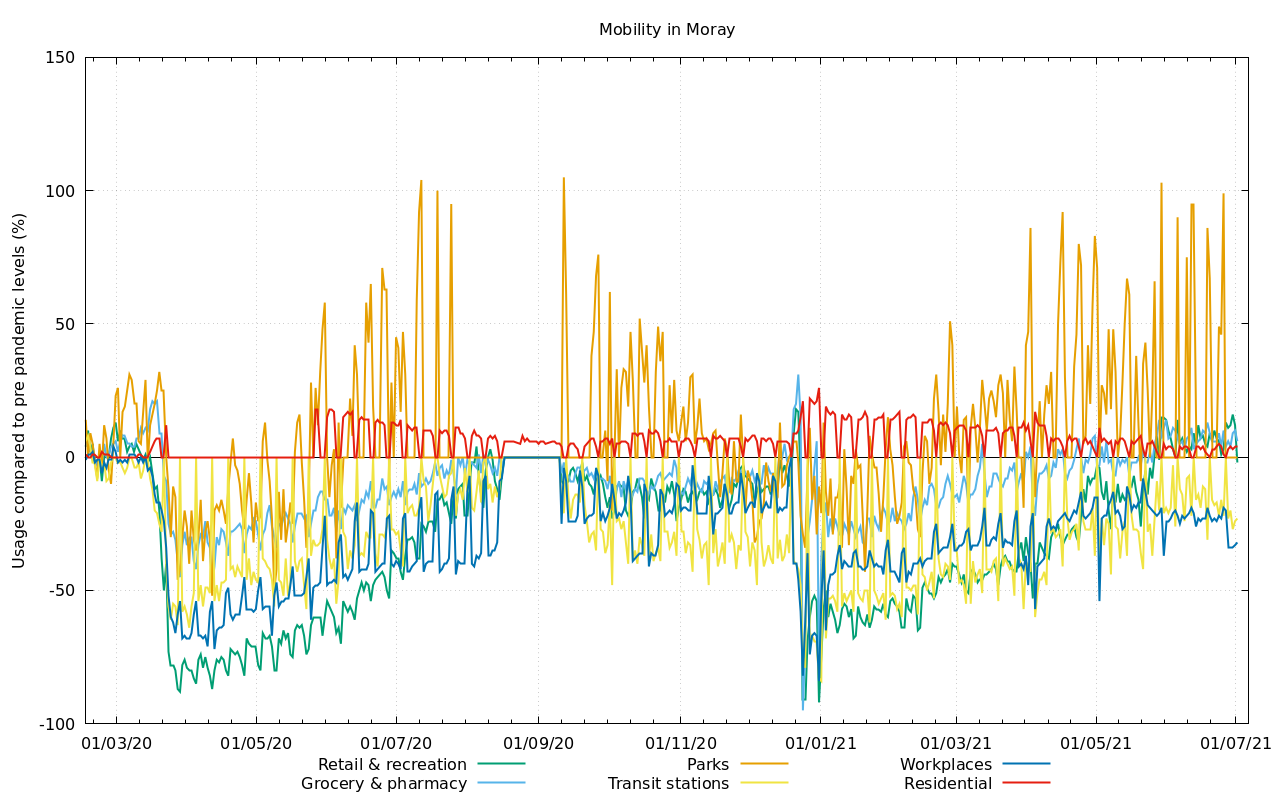 Mobility in Moray
Usage compared to pre pandemic levels (%)
150
100
50
0
-50
-100
01/03/20 01/05/20 01/07/20 01/09/20 01/11/20 01/01/21 01/03/21 01/05/21 01/07/21
Retail & recreation Parks Workplaces
Grocery & pharmacy Transit stations Residential